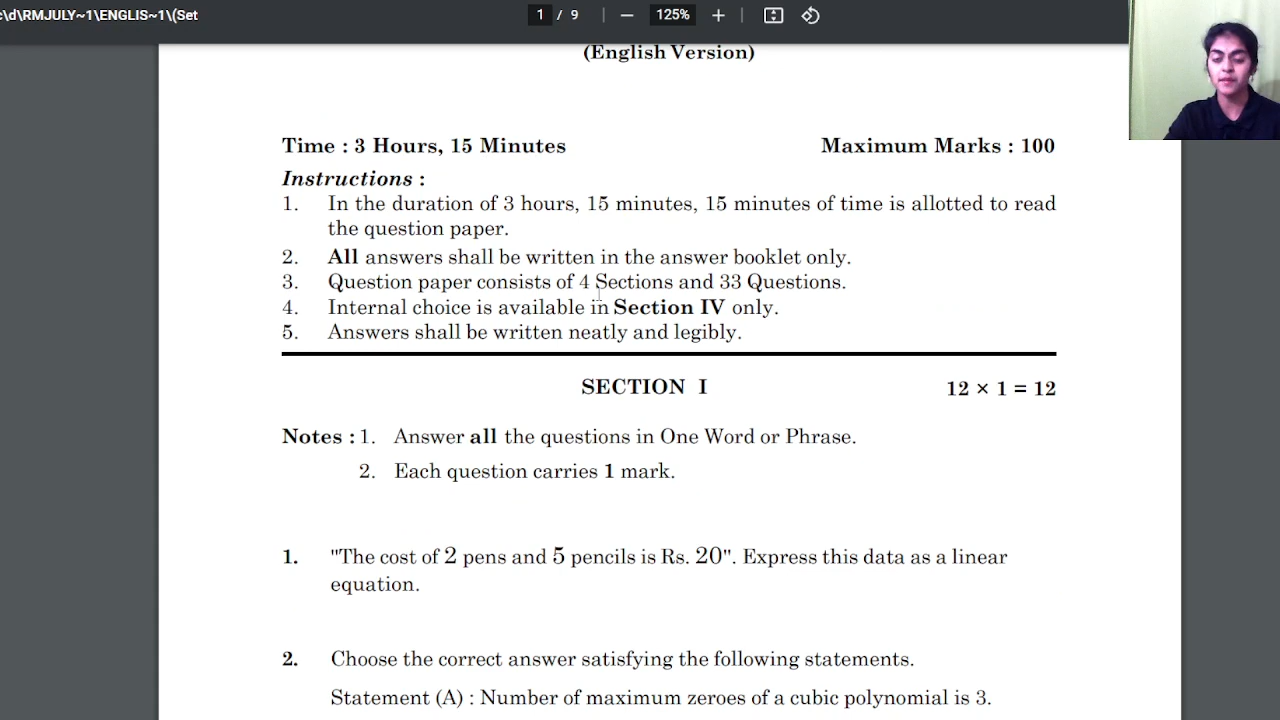 c\d\RMJULY~1\ENGLIS~1\(Set
1 / 9 | − 125% + |
(English Version)
Time : 3 Hours, 15 Minutes Maximum Marks : 100
Instructions :
1. In the duration of 3 hours, 15 minutes, 15 minutes of time is allotted to read
the question paper.
2. All answers shall be written in the answer booklet only.
3. Question paper consists of 4 Sections and 33 Questions.
4. Internal choice is available in Section IV only.
5. Answers shall be written neatly and legibly.
SECTION I 12 × 1 = 12
Notes : 1. Answer all the questions in One Word or Phrase.
2. Each question carries 1 mark.
1. "The cost of 2 pens and 5 pencils is Rs. 20". Express this data as a linear
equation.
2. Choose the correct answer satisfying the following statements.
Statement (A) : Number of maximum zeroes of a cubic polynomial is 3.